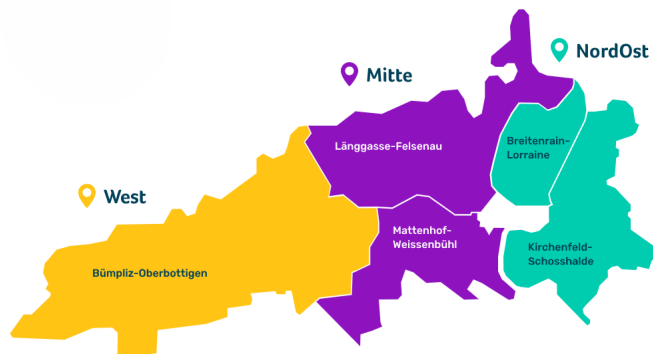 NordOst
Mitte
Breitenrain-
Lorraine
Länggasse-Felsenau
West
Mattenhof-
Weissenbühl
Kirchenfeld-
Schosshalde
Bümpliz-Oberbottigen